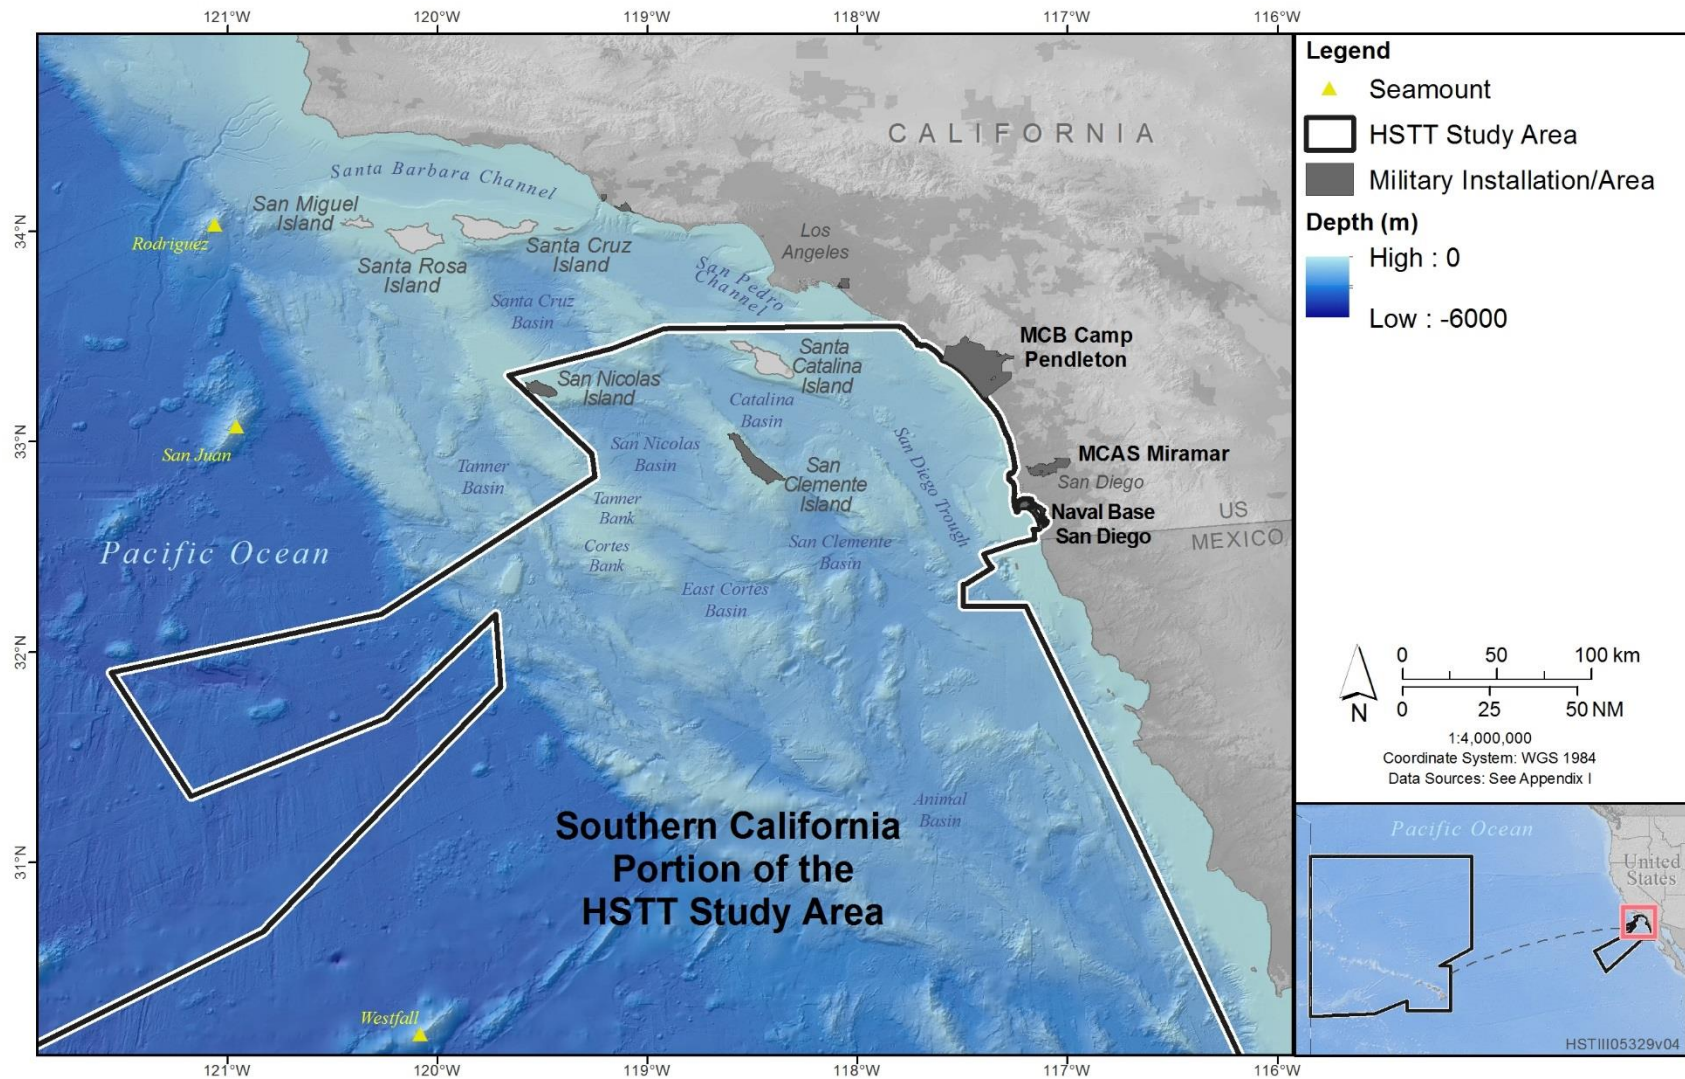 121°W 120°W 119°W 118°W 117°W 116°W
34°N
33°N
32°N
31°N
CALIFORNIA
Santa Barbara Channel
San Miguel
Island
Rodriguez
Santa Rosa
Island
Santa Cruz
Island
Los
Angeles
San Pedro
Channel
Santa Cruz
Basin
MCB Camp
Pendleton
Santa
Catalina
Island
San Nicolas
Island
Catalina
Basin
San Juan
San Nicolas
Basin
San Diego Trough
MCAS Miramar
San Diego
Tanner
Basin
San
Clemente
Island
Tanner
Bank
Naval Base
San Diego
US
MEXICO
Pacific Ocean
Cortes
Bank
San Clemente
Basin
East Cortes
Basin
Animal
Basin
Southern California
Portion of the
HSTT Study Area
Westfall
121°W 120°W 119°W 118°W 117°W 116°W
Legend
Seamount
HSTT Study Area
Military Installation/Area
Depth (m)
High : 0
Low : -6000
N
0 50 100 km
0 25 50 NM
1:4,000,000
Coordinate System: WGS 1984
Data Sources: See Appendix I
Pacific Ocean
United
States
HSTIII05329v04